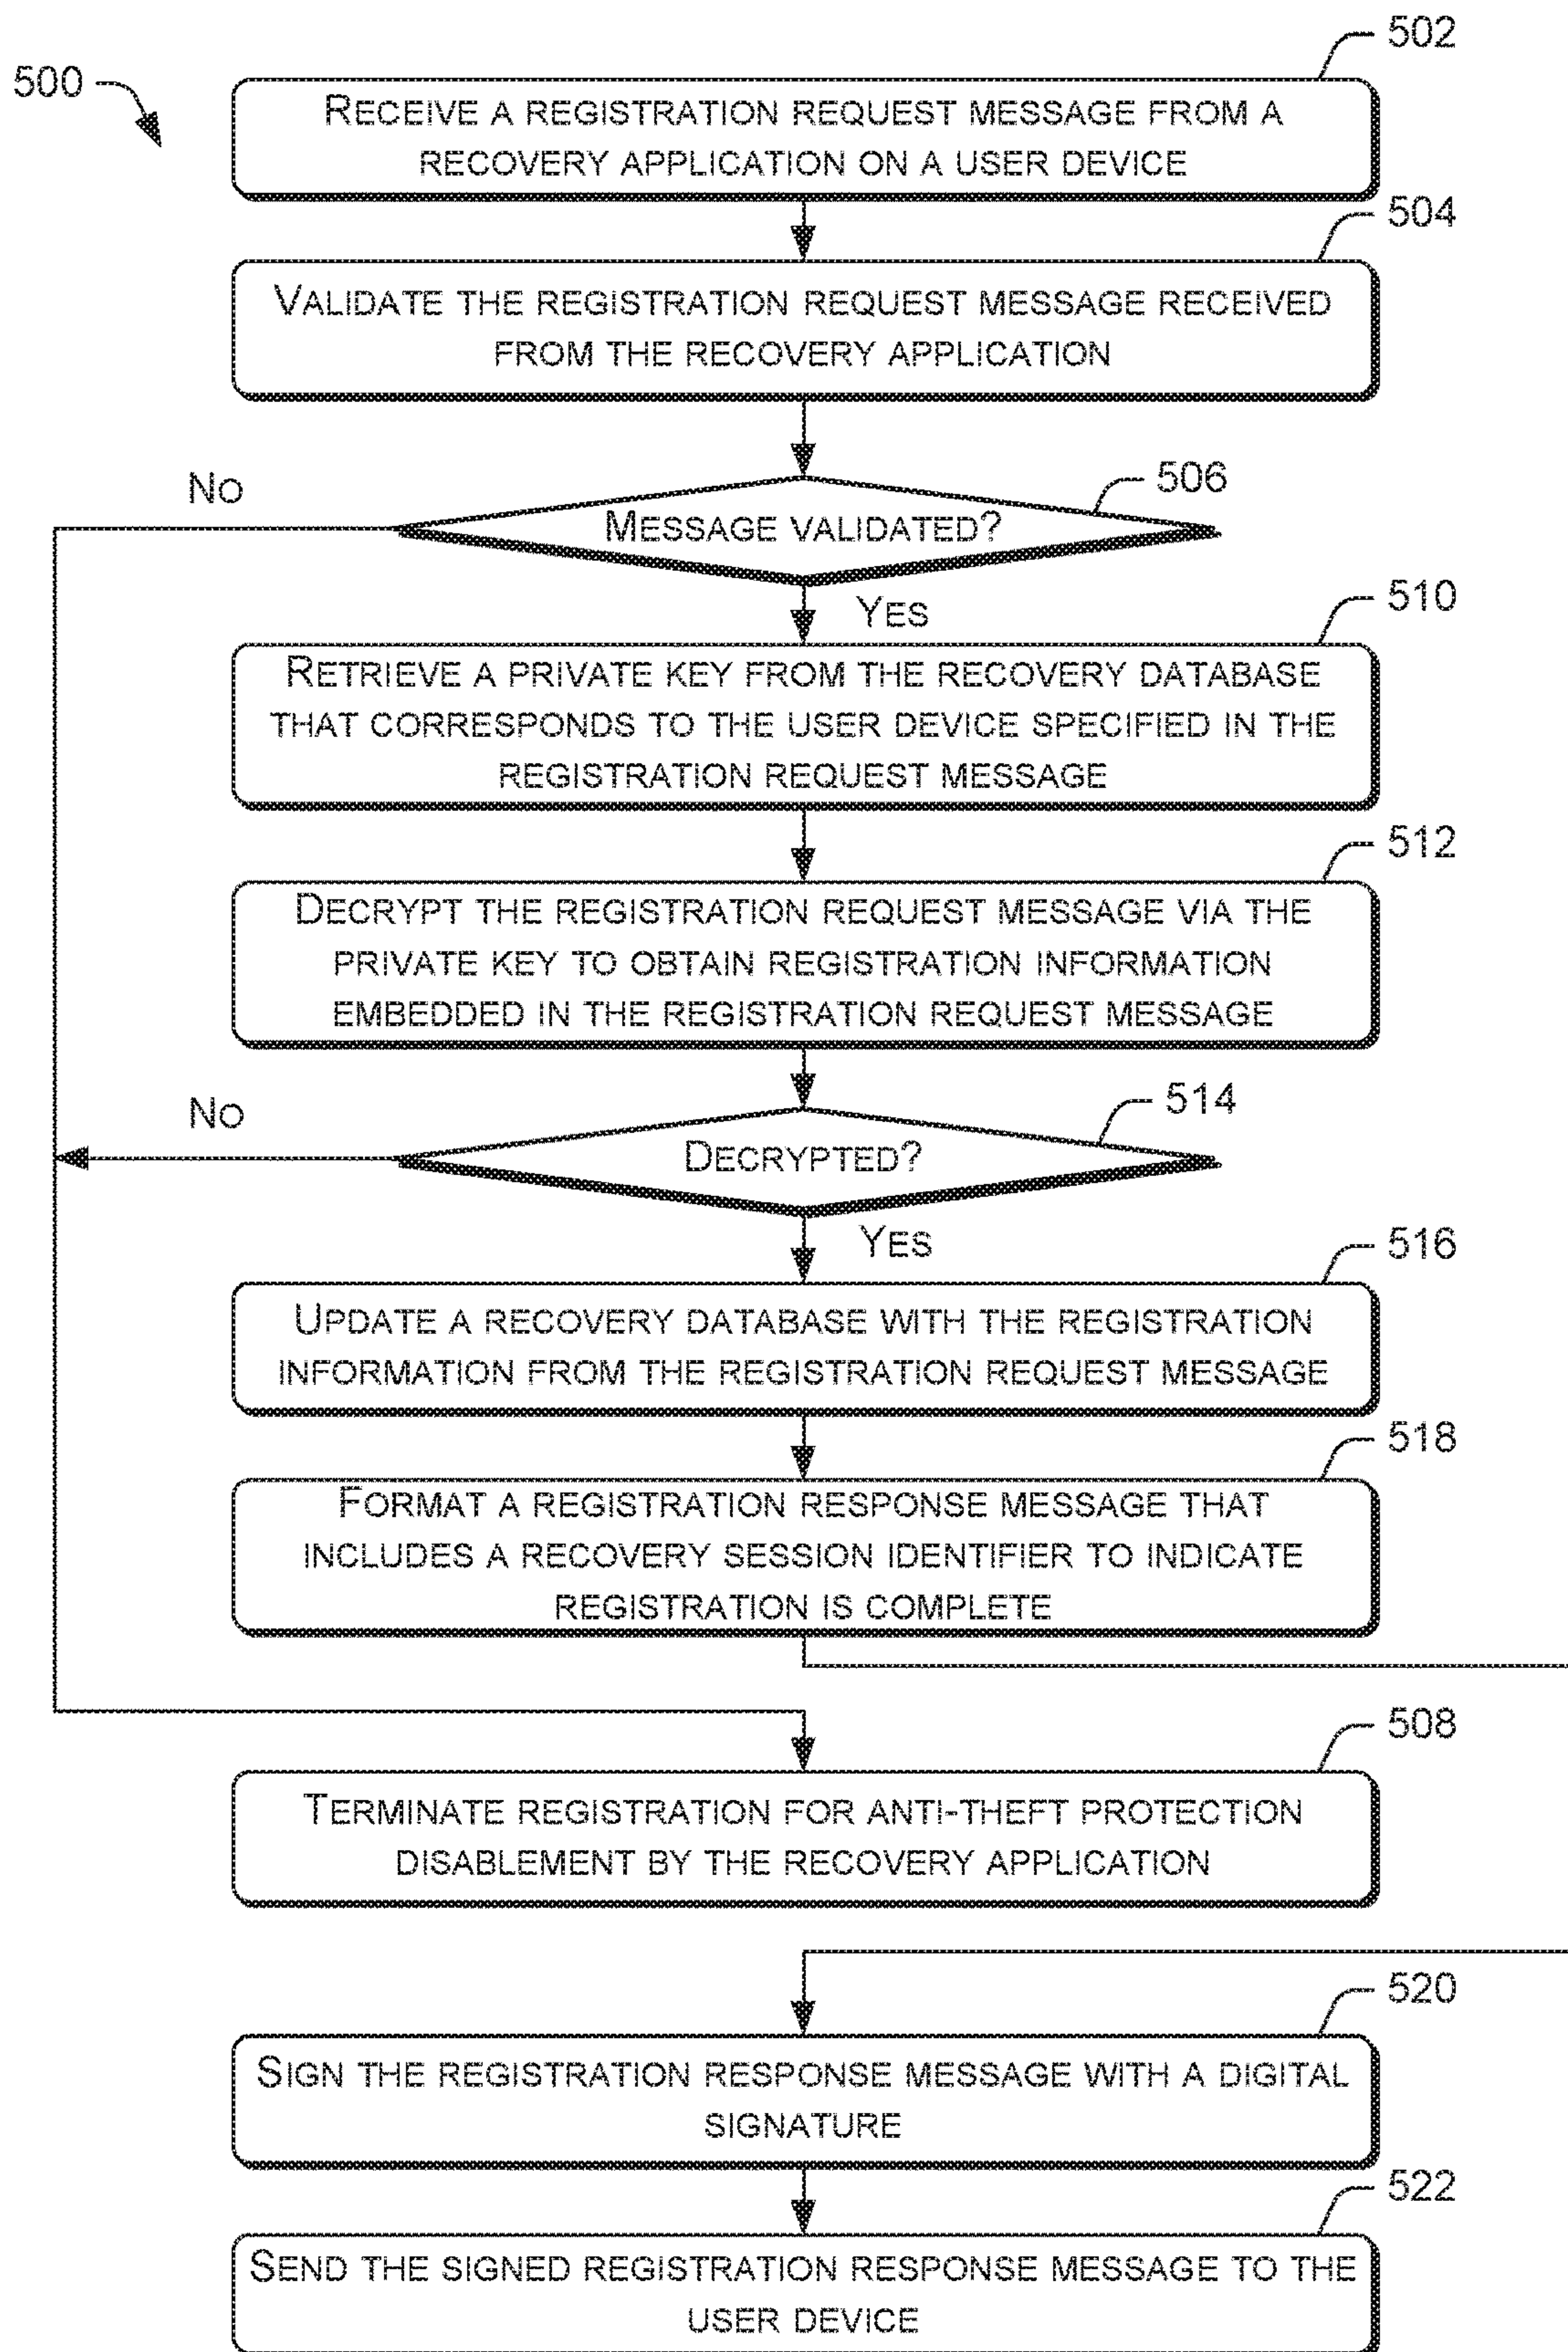 502
500
RECEIVE A REGISTRATION REQUEST MESSAGE FROM A
RECOVERY APPLICATION ON A USER DEVICE
504
VALIDATE THE REGISTRATION REQUEST MESSAGE RECEIVED
FROM THE RECOVERY APPLICATION
506
NO
MESSAGE VALIDATED?
YES
510
RETRIEVE A PRIVATE KEY FROM THE RECOVERY DATABASE
THAT CORRESPONDS TO THE USER DEVICE SPECIFIED IN THE
REGISTRATION REQUEST MESSAGE
512
DECRYPT THE REGISTRATION REQUEST MESSAGE VIA THE
PRIVATE KEY TO OBTAIN REGISTRATION INFORMATION
EMBEDDED IN THE REGISTRATION REQUEST MESSAGE
514
NO
DECRYPTED?
YES
516
UPDATE A RECOVERY DATABASE WITH THE REGISTRATION
INFORMATION FROM THE REGISTRATION REQUEST MESSAGE
518
FORMAT A REGISTRATION RESPONSE MESSAGE THAT
INCLUDES A RECOVERY SESSION IDENTIFIER TO INDICATE
REGISTRATION IS COMPLETE
508
TERMINATE REGISTRATION FOR ANTI-THEFT PROTECTION
DISABLEMENT BY THE RECOVERY APPLICATION
520
SIGN THE REGISTRATION RESPONSE MESSAGE WITH A DIGITAL
SIGNATURE
522
SEND THE SIGNED REGISTRATION RESPONSE MESSAGE TO THE
USER DEVICE